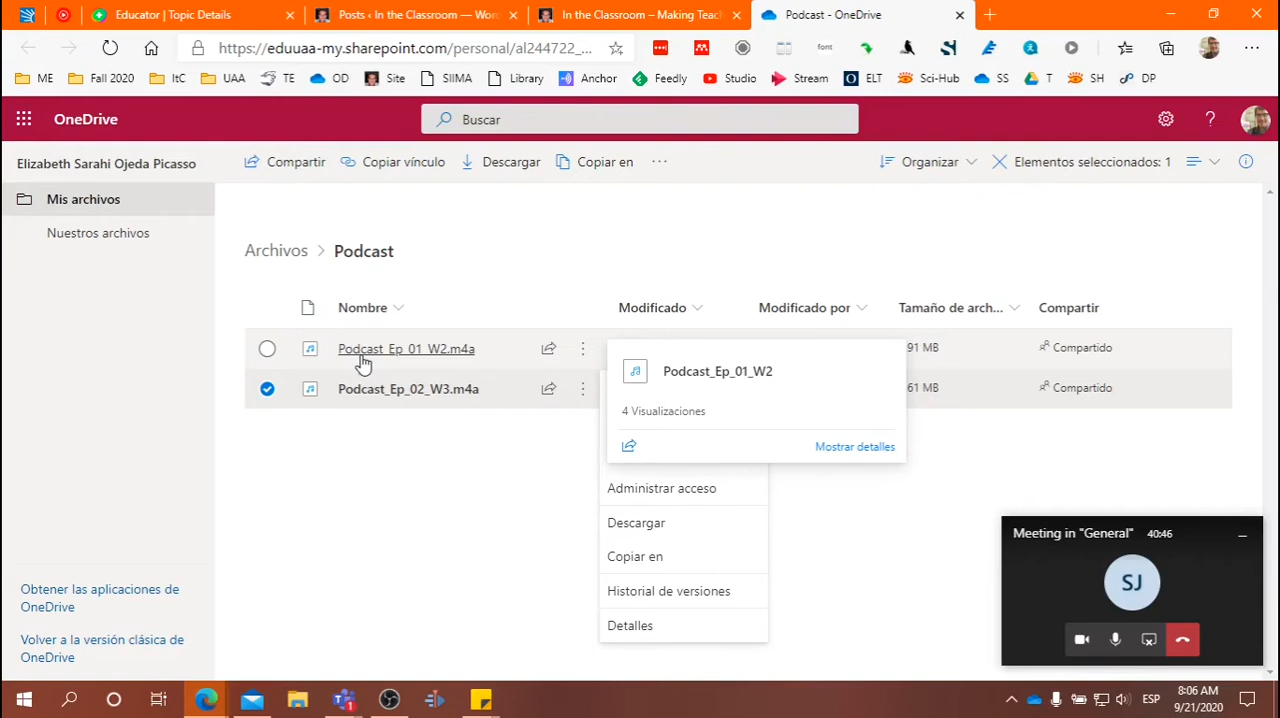 Educator | Topic Details
Posts ‹ In the Classroom — Wor
In the Classroom – Making Teac
Podcast - OneDrive
https://eduuaa-my.sharepoint.com/personal/al244722_...
font
ME
Fall 2020
ItC
UAA
TE
OD
Site
SIIMA
Library
Anchor
Feedly
Studio
Stream
ELT
Sci-Hub
SS
T
SH
DP
OneDrive
Buscar
Elizabeth Sarahi Ojeda Picasso
Compartir
Copiar vínculo
Descargar
Copiar en
Organizar
Elementos seleccionados: 1
Mis archivos
Nuestros archivos
Archivos > Podcast
Nombre
Modificado
Modificado por
Tamaño de arch...
Compartir
Podcast_Ep_01_W2.m4a
91 MB
Compartido
Podcast_Ep_02_W3.m4a
61 MB
Compartido
Podcast_Ep_01_W2
4 Visualizaciones
Mostrar detalles
Administrar acceso
Descargar
Copiar en
Historial de versiones
Detalles
Obtener las aplicaciones de
OneDrive
Volver a la versión clásica de
OneDrive
Meeting in "General" 40:46
SJ
ESP
8:06 AM
9/21/2020